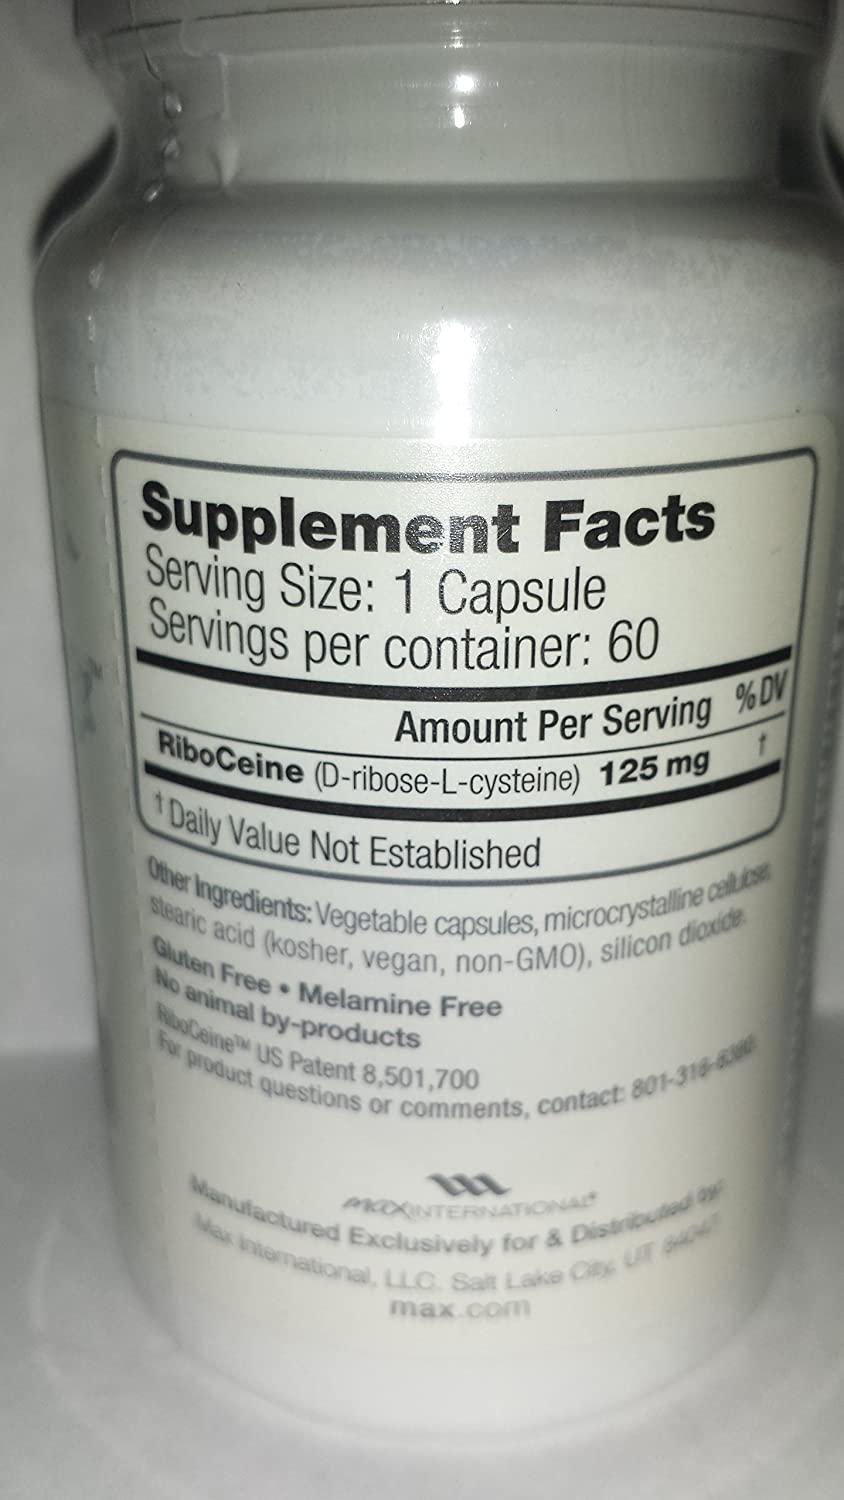 Supplement Facts
Serving Size: 1 Capsule
Servings per container: 60
Amount Per Serving %DV
RiboCeine (D-ribose-L-cysteine) 125 mg †
† Daily Value Not Established
Other Ingredients: Vegetable capsules, microcrystalline cellulose,
stearic acid (kosher, vegan, non-GMO), silicon dioxide.
Gluten Free • Melamine Free
No animal by-products
RiboCeine™ US Patent 8,501,700
For product questions or comments, contact:
MAXINTERNATIONAL®
Manufactured Exclusively for & Distributed by:
Max International, LLC. Salt Lake City, UT
max.com